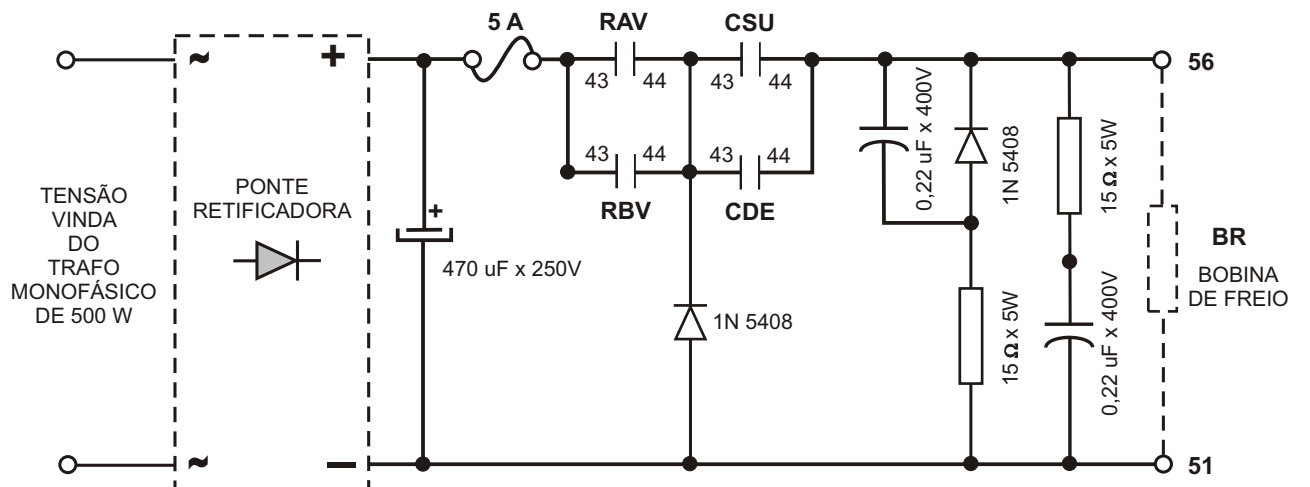 5 A
RAV
CSU
56
~
+
43
44
43
44
43
44
43
44
RBV
CDE
0,22 uF x 400V
1N 5408
15 Ω x 5W
TENSÃO
VINDA
DO
TRAFO
MONOFÁSICO
DE 500 W
PONTE
RETIFICADORA
+
470 uF x 250V
1N 5408
15 Ω x 5W
0,22 uF x 400V
BR
BOBINA
DE FREIO
~
−
51